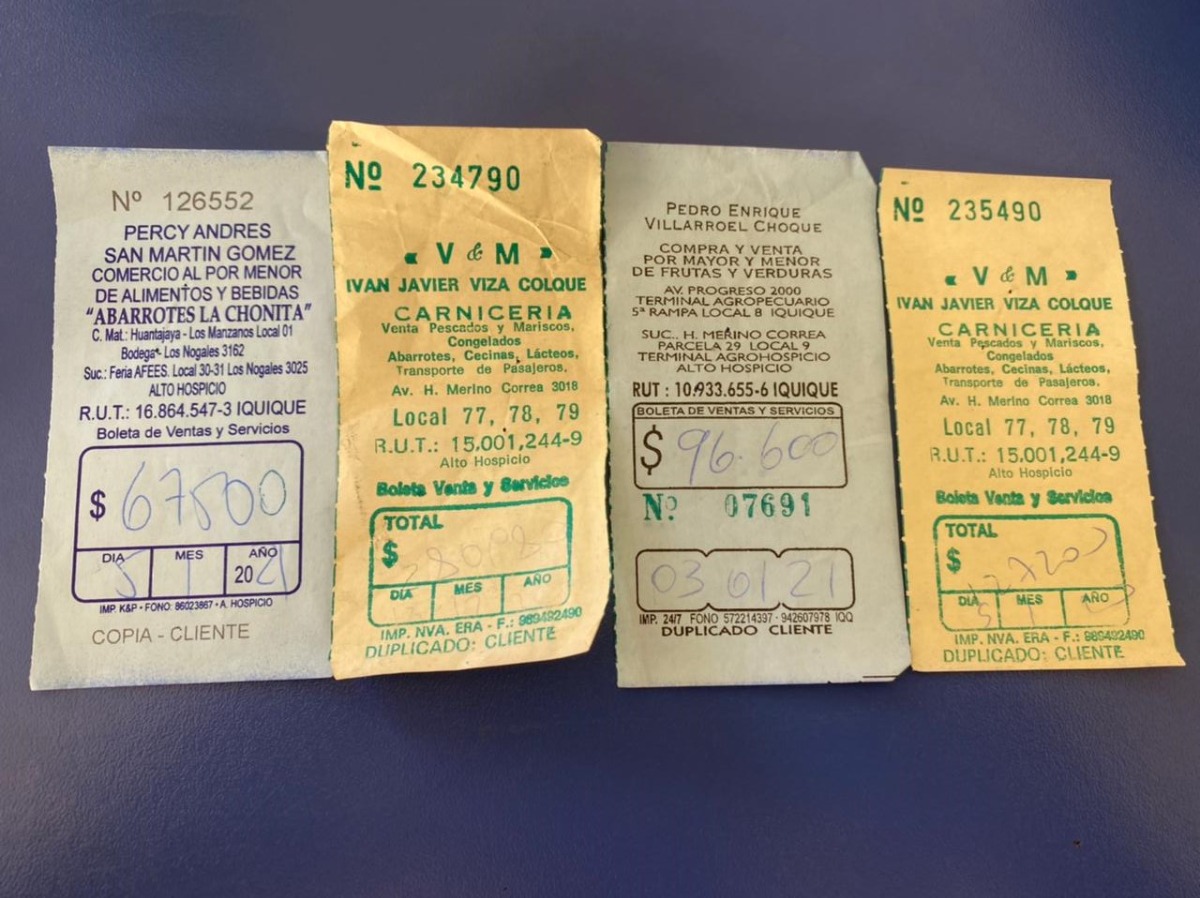 Nº 126552
PERCY ANDRES
SAN MARTIN GOMEZ
COMERCIO AL POR MENOR
DE ALIMENTOS Y BEBIDAS
"ABARROTES LA CHONITA"
C. Mat.: Huantajaya - Los Manzanos Local 01
Bodega - Los Nogales 3162
Suc.: Feria AFEES. Local 30-31 Los Nogales 3025
ALTO HOSPICIO
R.U.T.: 16.864.547-3 IQUIQUE
Boleta de Ventas y Servicios
$ 67500
DIA MES AÑO
5 1 2021
IMP. K&P - FONO: 86023867 - A. HOSPICIO
COPIA - CLIENTE
Nº 234790
« V & M »
IVAN JAVIER VIZA COLQUE
CARNICERIA
Venta Pescados y Mariscos,
Congelados
Abarrotes, Cecinas, Lácteos,
Transporte de Pasajeros.
Av. H. Merino Correa 3018
Local 77, 78, 79
R.U.T.: 15.001,244-9
Alto Hospicio
Boleta Venta y Servicios
TOTAL
$
DIA MES AÑO
IMP. NVA. ERA - F.: 989492490
DUPLICADO: CLIENTE
PEDRO ENRIQUE
VILLARROEL CHOQUE
COMPRA Y VENTA
POR MAYOR Y MENOR
DE FRUTAS Y VERDURAS
AV. PROGRESO 2000
TERMINAL AGROPECUARIO
5ª RAMPA LOCAL 8 IQUIQUE
SUC.. H. MERINO CORREA
PARCELA 29 LOCAL 9
TERMINAL AGROHOSPICIO
ALTO HOSPICIO
RUT : 10.933.655-6 IQUIQUE
BOLETA DE VENTAS Y SERVICIOS
$ 96.600
Nº 07691
03 01 21
IMP. 24/7 FONO 572214397 - 942607978 IQQ
DUPLICADO CLIENTE
Nº 235490
« V & M »
IVAN JAVIER VIZA COLQUE
CARNICERIA
Venta Pescados y Mariscos,
Congelados
Abarrotes, Cecinas, Lácteos,
Transporte de Pasajeros.
Av. H. Merino Correa 3018
Local 77, 78, 79
R.U.T.: 15.001,244-9
Alto Hospicio
Boleta Venta y Servicios
TOTAL
$
DIA MES AÑO
5 1
IMP. NVA. ERA - F.: 989492490
DUPLICADO: CLIENTE